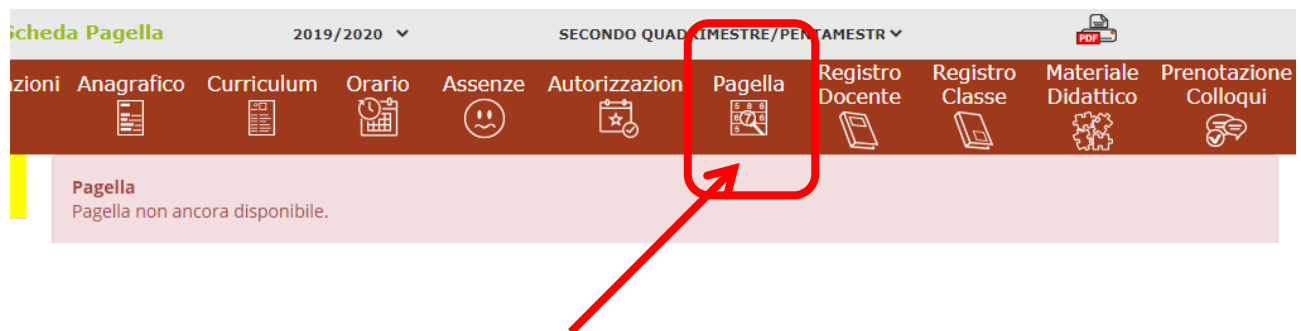 Scheda Pagella 2019/2020 SECONDO QUADRIMESTRE/PENTAMESTR PDF
zioni Anagrafico Curriculum Orario Assenze Autorizzazion Pagella Registro Docente Registro Classe Materiale Didattico Prenotazione Colloqui
Pagella
Pagella non ancora disponibile.